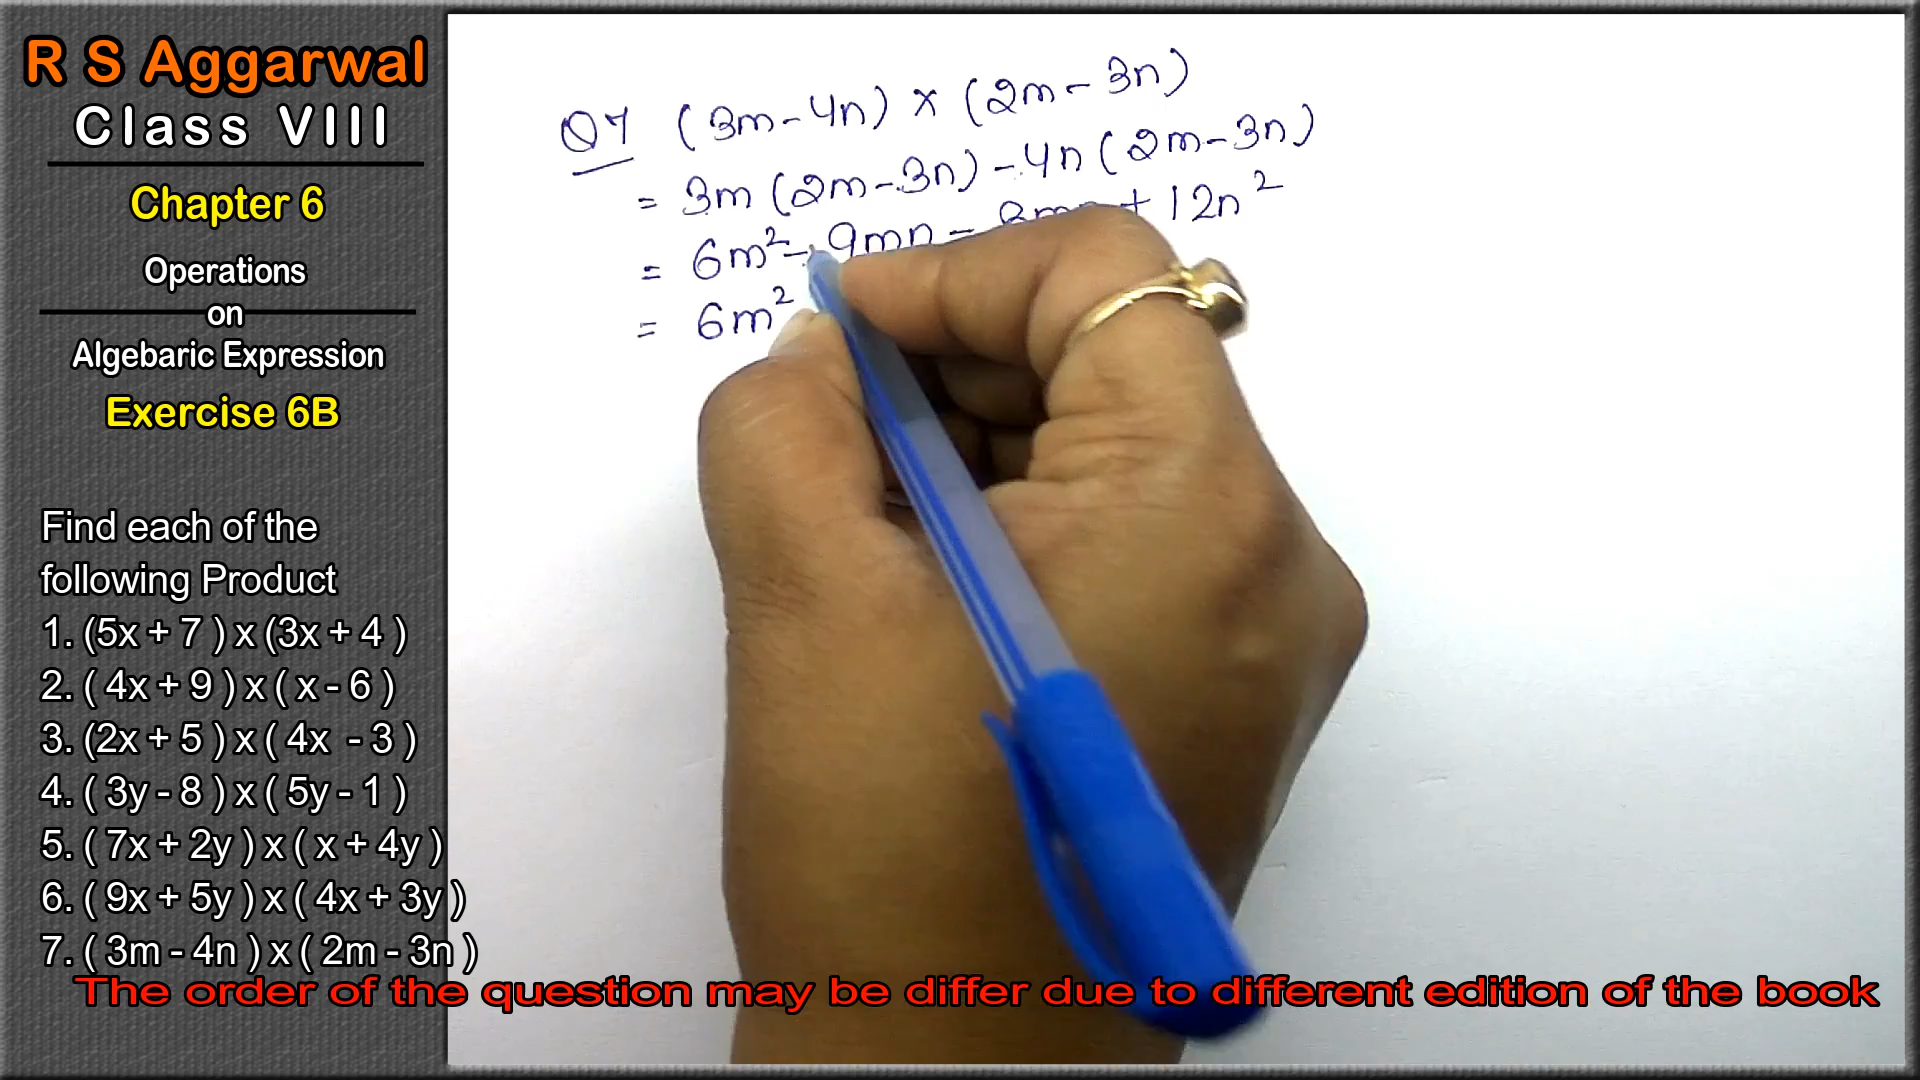 R S Aggarwal
Class VIII
Chapter 6
Operations
on
Algebaric Expression
Exercise 6B
Find each of the
following Product
1. (5x + 7 ) x (3x + 4 )
2. ( 4x + 9 ) x ( x - 6 )
3. (2x + 5 ) x ( 4x - 3 )
4. ( 3y - 8 ) x ( 5y - 1 )
5. ( 7x + 2y ) x ( x + 4y )
6. ( 9x + 5y ) x ( 4x + 3y )
7. ( 3m - 4n ) x ( 2m - 3n )
Q7 (3m - 4n) × (2m - 3n)
= 3m (2m - 3n) - 4n (2m - 3n)
= 6m² - 9mn - 8mn + 12n²
= 6m²
The order of the question may be differ due to different edition of the book